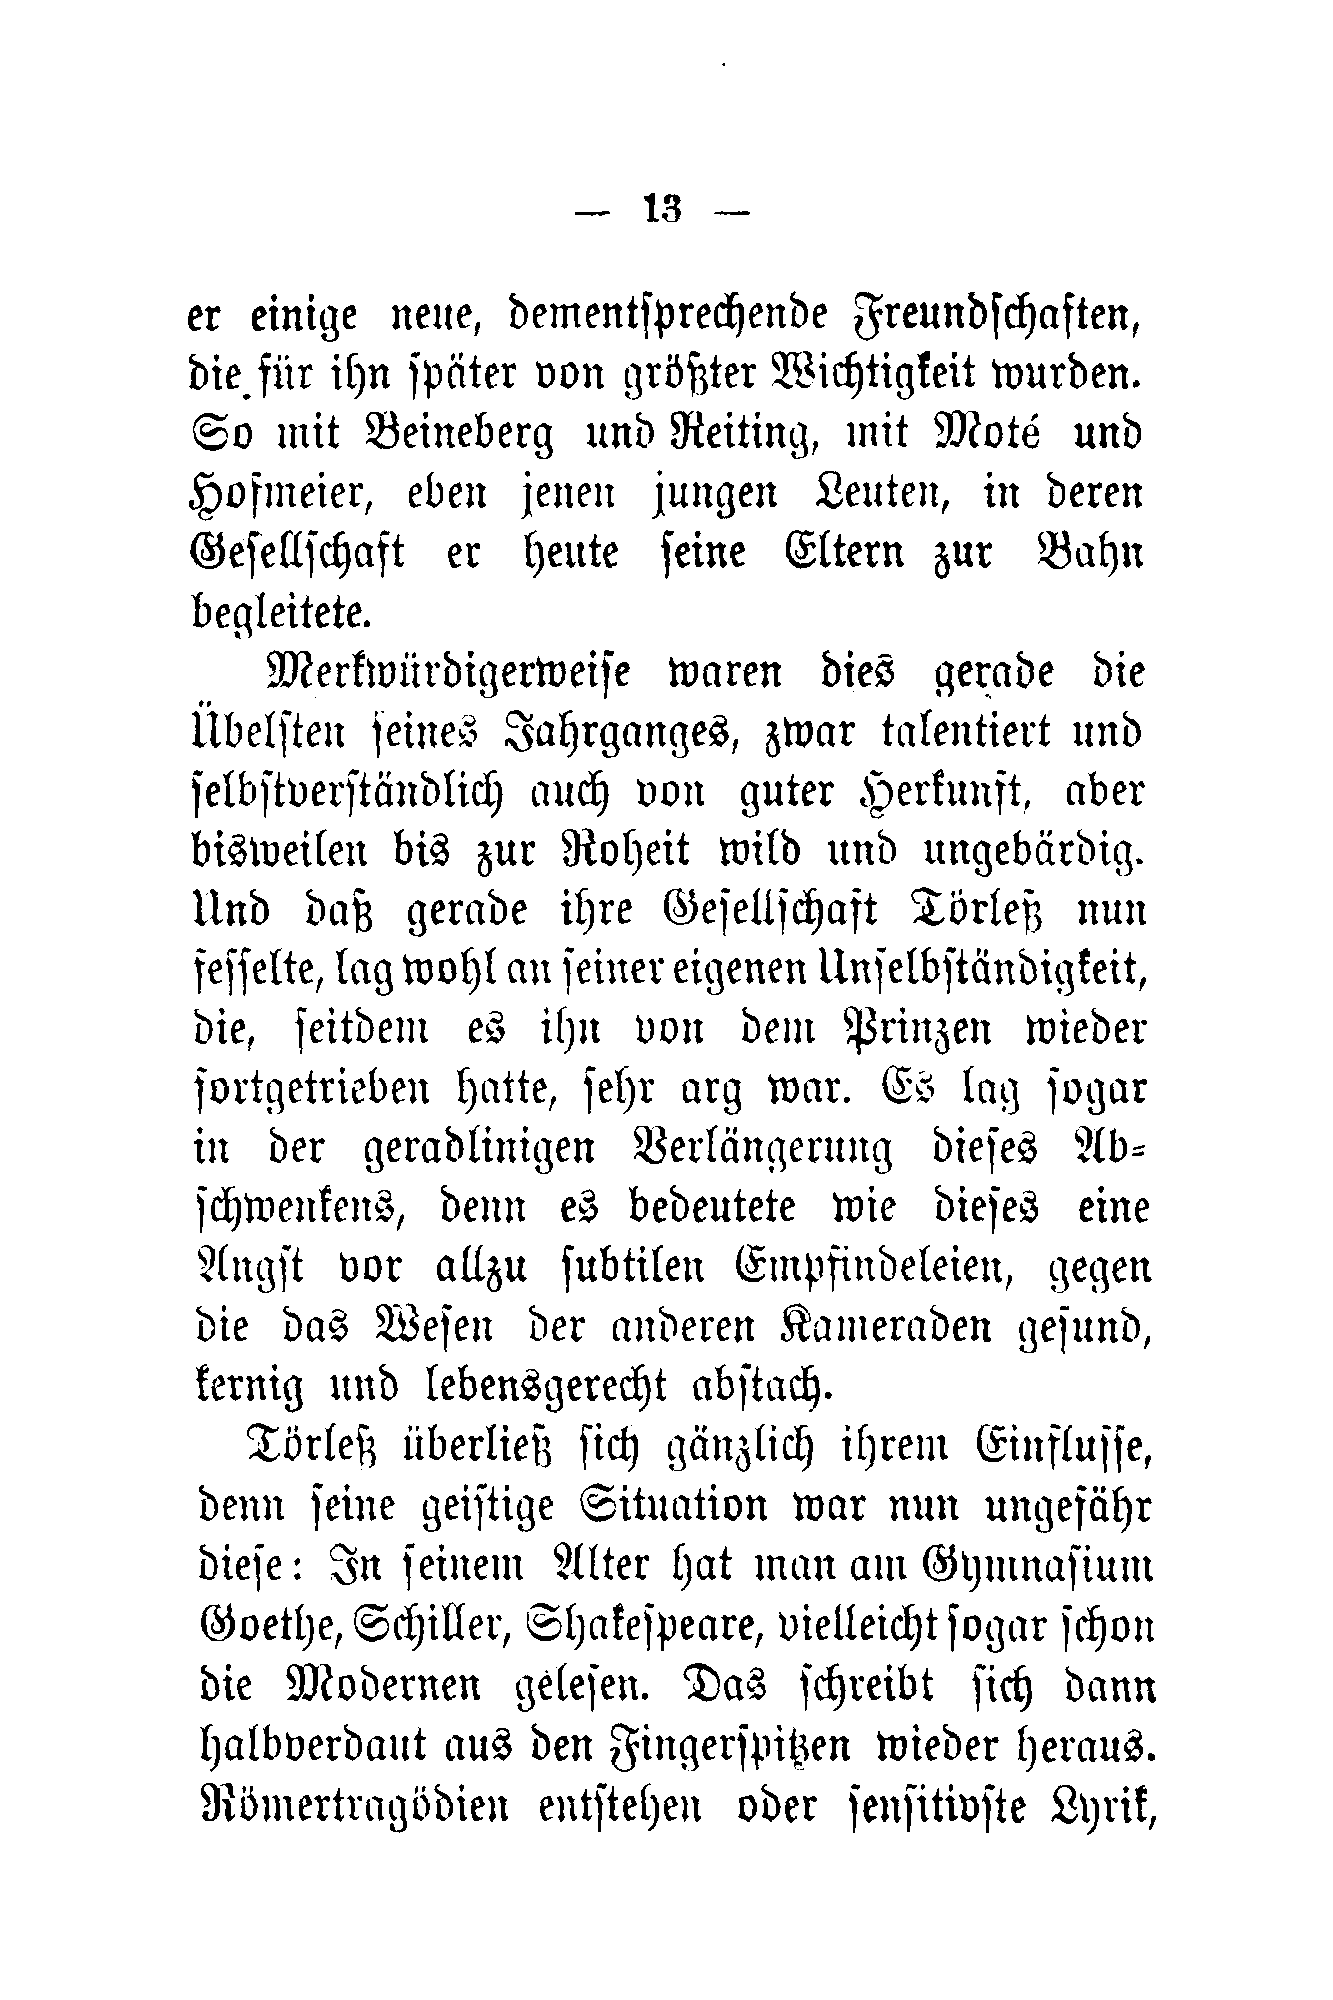 — 13 —
er einige neue, dementſprechende Freundſchaften,
die für ihn ſpäter von größter Wichtigkeit wurden.
So mit Beineberg und Reiting, mit Moté und
Hofmeier, eben jenen jungen Leuten, in deren
Geſellſchaft er heute ſeine Eltern zur Bahn
begleitete.
Merkwürdigerweiſe waren dies gerade die
Übelſten ſeines Jahrganges, zwar talentiert und
ſelbſtverſtändlich auch von guter Herkunft, aber
bisweilen bis zur Roheit wild und ungebärdig.
Und daß gerade ihre Geſellſchaft Törleß nun
feſſelte, lag wohl an ſeiner eigenen Unſelbſtändigkeit,
die, ſeitdem es ihn von dem Prinzen wieder
fortgetrieben hatte, ſehr arg war. Es lag ſogar
in der geradlinigen Verlängerung dieſes Ab-
ſchwenkens, denn es bedeutete wie dieſes eine
Angſt vor allzu ſubtilen Empfindeleien, gegen
die das Weſen der anderen Kameraden geſund,
kernig und lebensgerecht abſtach.
Törleß überließ ſich gänzlich ihrem Einfluſſe,
denn ſeine geiſtige Situation war nun ungefähr
dieſe: In ſeinem Alter hat man am Gymnaſium
Goethe, Schiller, Shakeſpeare, vielleicht ſogar ſchon
die Modernen geleſen. Das ſchreibt ſich dann
halbverdaut aus den Fingerſpitzen wieder heraus.
Römertragödien entſtehen oder ſenſitivſte Lyrik,